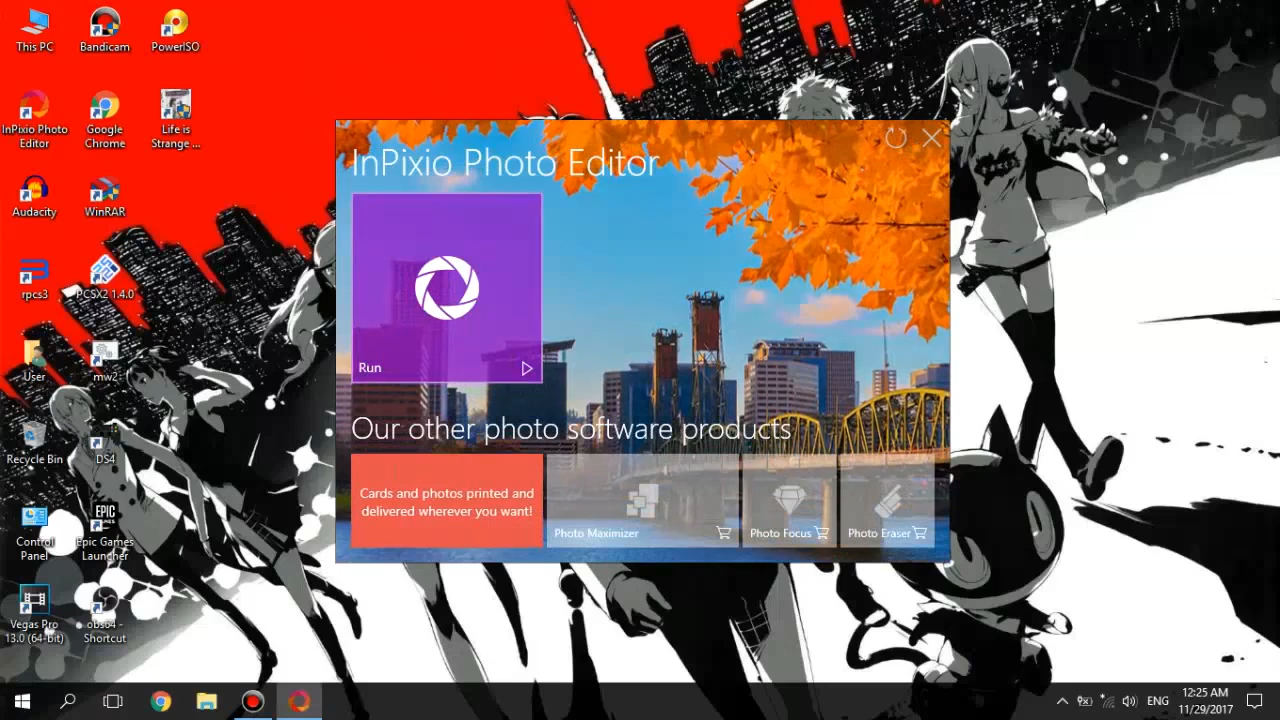 This PC
Bandicam
PowerISO
InPixio Photo
Editor
Google
Chrome
Life is
Strange ...
Audacity
WinRAR
rpcs3
PCSX2 1.4.0
User
mw2
Recycle Bin
DS4
Control
Panel
EPIC
GAMES
Epic Games
Launcher
Vegas Pro
13.0 (64-bit)
obs64 -
Shortcut
InPixio Photo Editor
Run
Our other photo software products
Cards and photos printed and
delivered wherever you want!
Photo Maximizer
Photo Focus
Photo Eraser
ENG
12:25 AM
11/29/2017